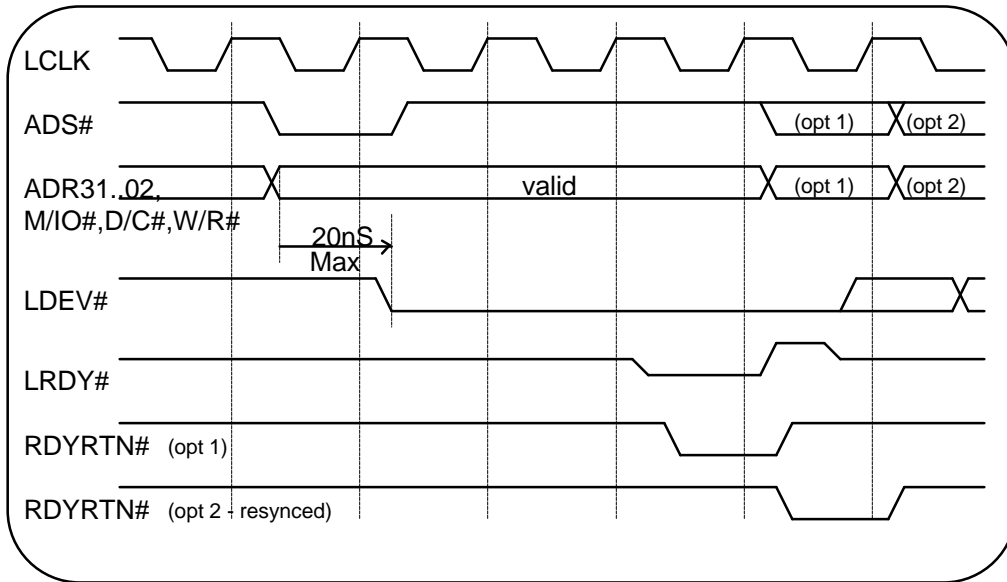 LCLK
ADS#
(opt 1)
(opt 2)
ADR31..02,
M/IO#,D/C#,W/R#
valid
(opt 1)
(opt 2)
20nS
Max
LDEV#
LRDY#
RDYRTN# (opt 1)
RDYRTN# (opt 2 - resynced)